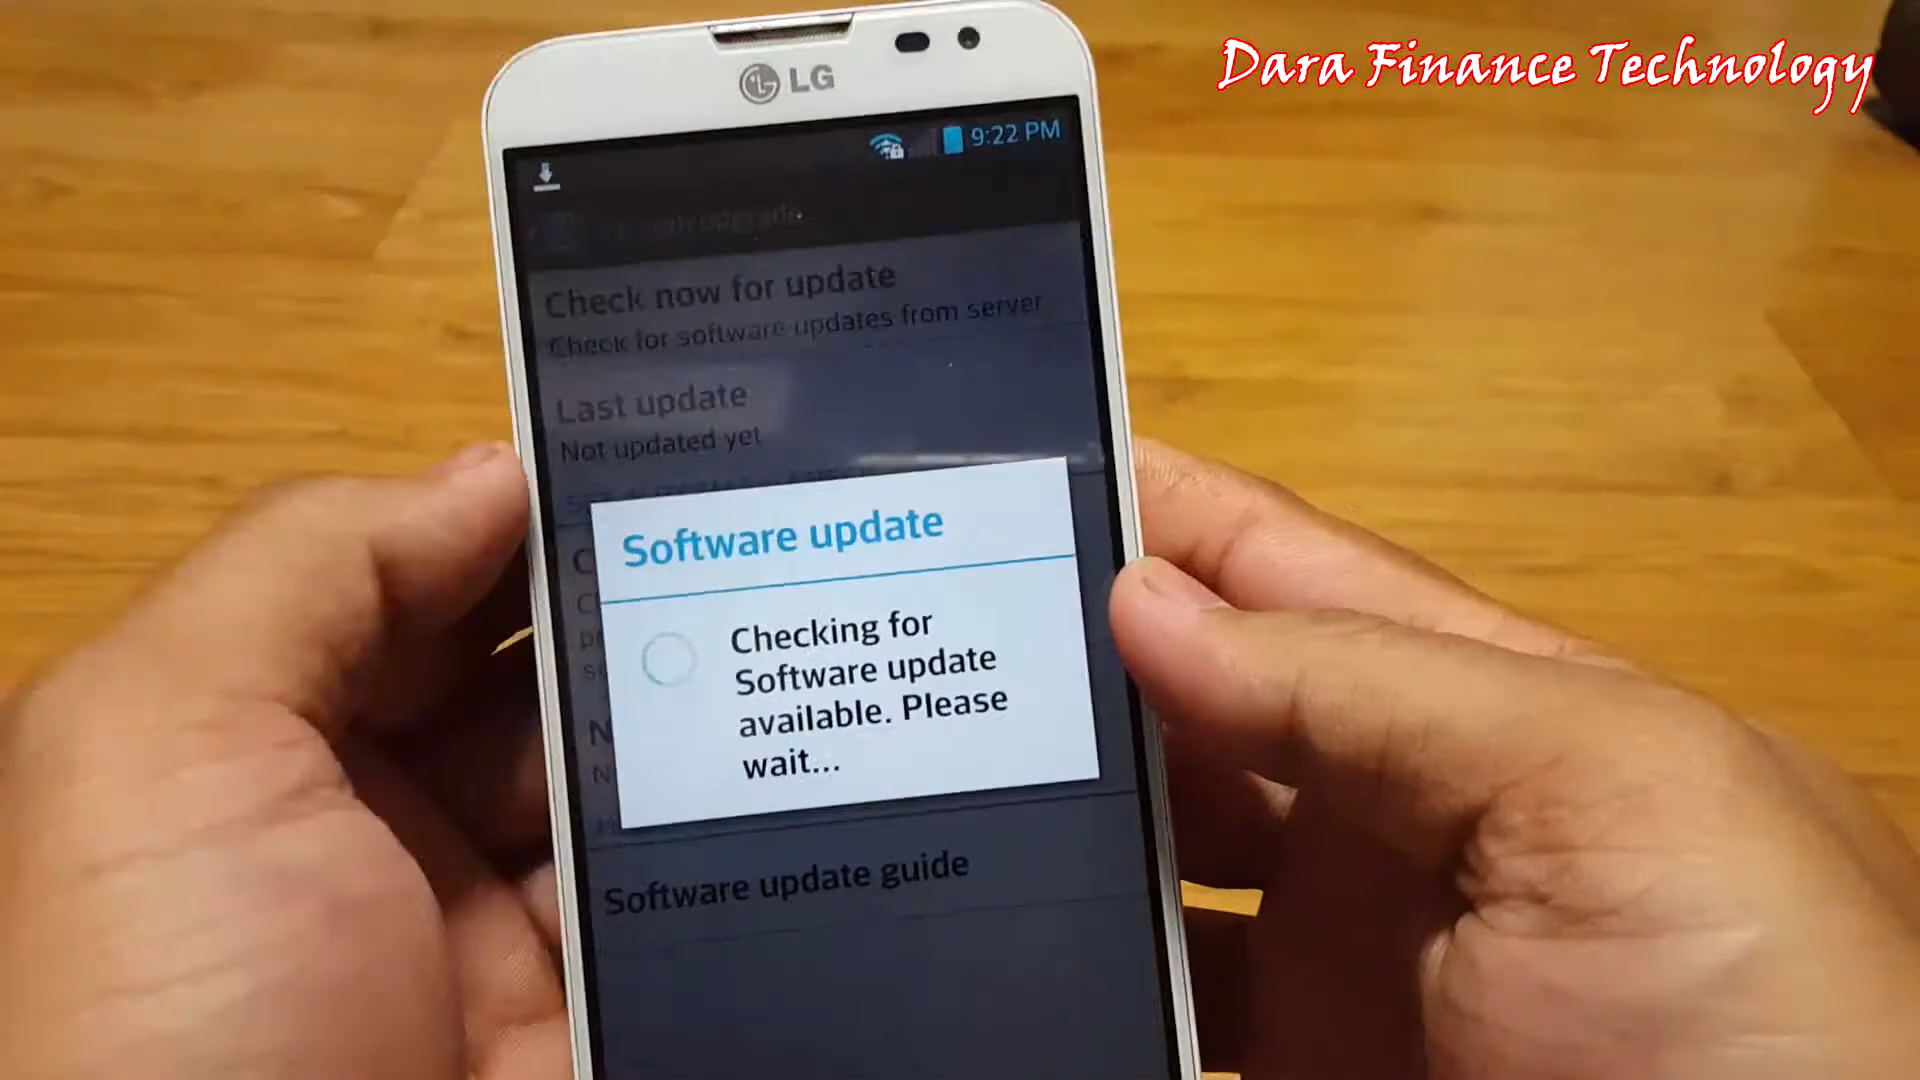 Dara Finance Technology
LG
9:22 PM
Check now for update
Check for software updates from server
Last update
Not updated yet
Software update
Checking for
Software update
available. Please
wait...
Software update guide